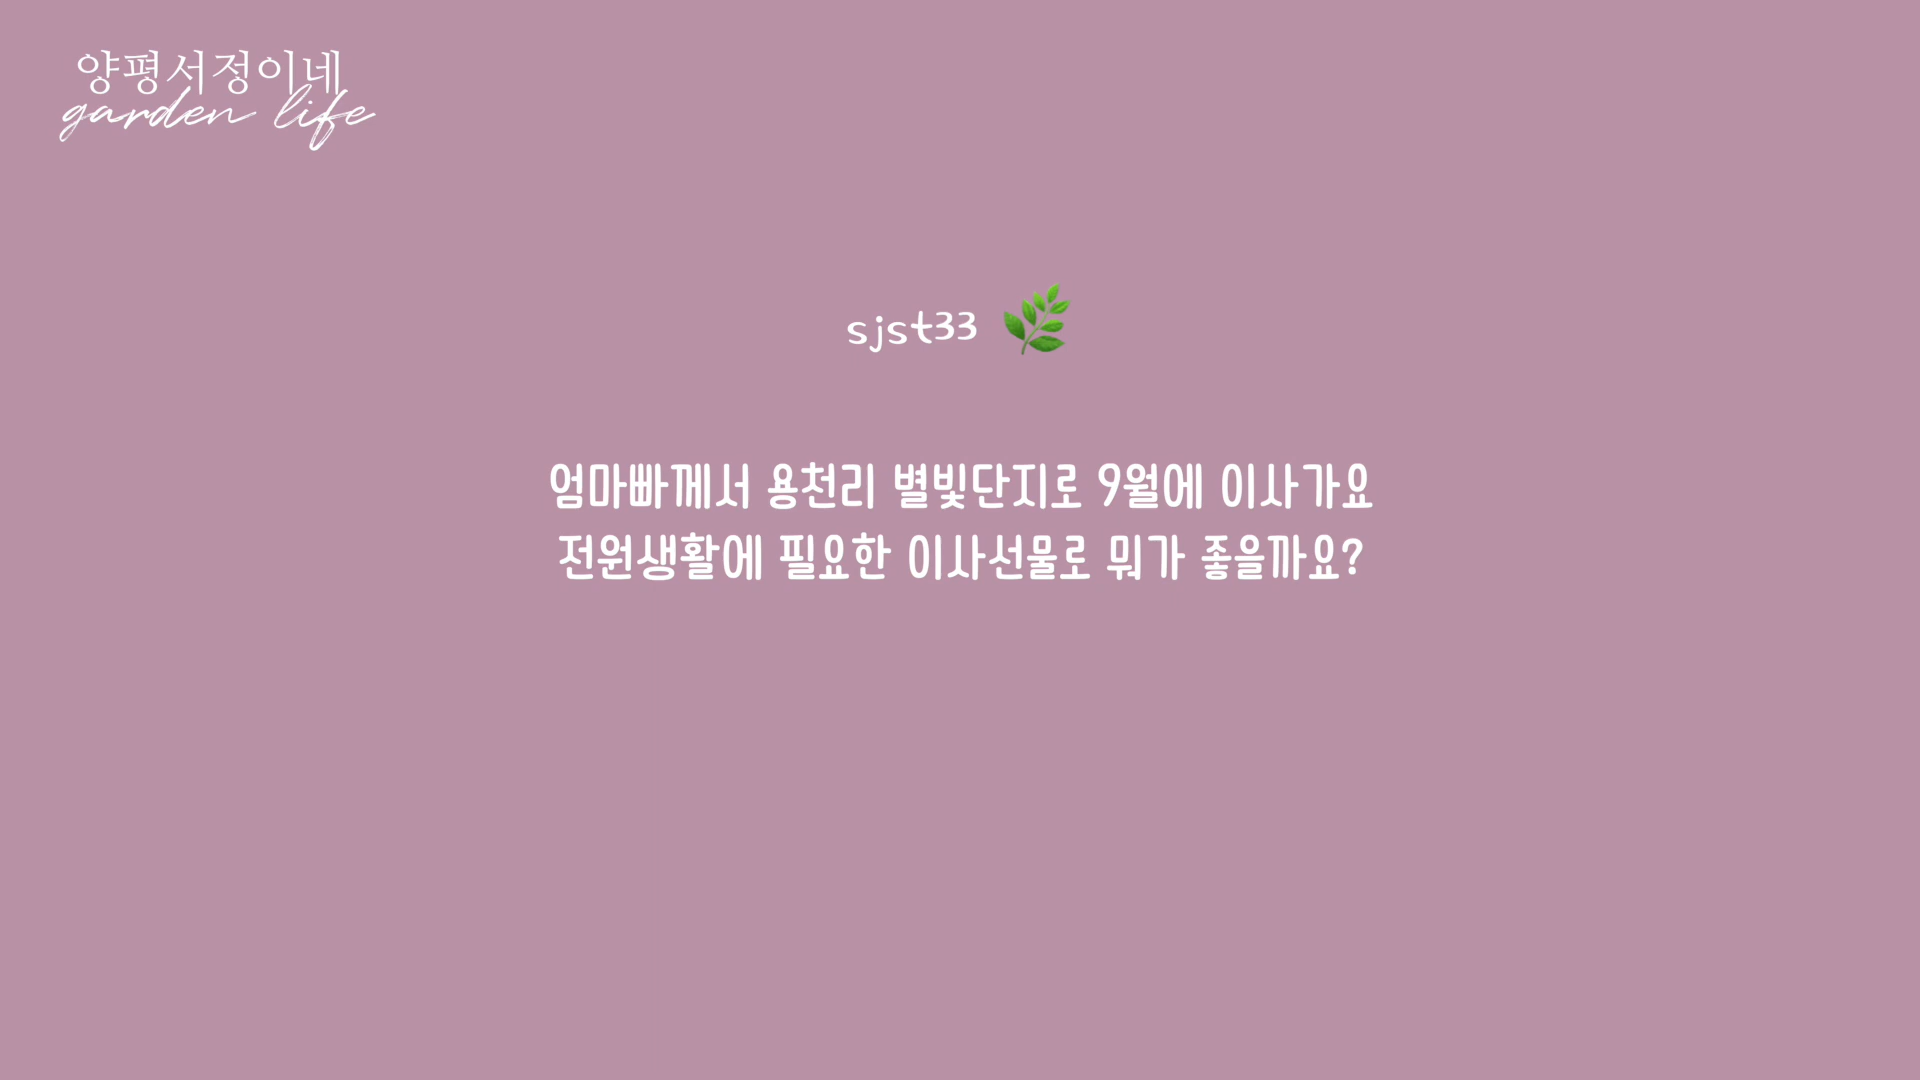 양평서정이네
garden life
sjst33 🌿
엄마빠께서 용천리 별빛단지로 9월에 이사가요
전원생활에 필요한 이사선물로 뭐가 좋을까요?